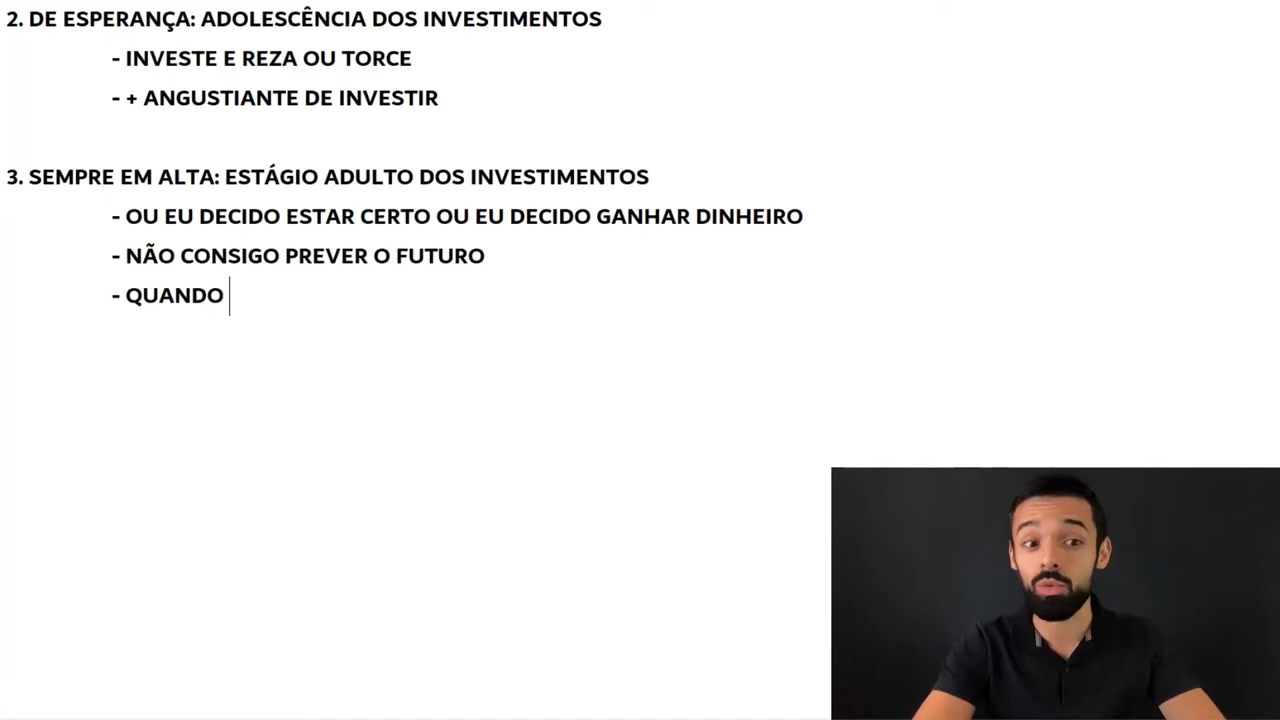 2. DE ESPERANÇA: ADOLESCÊNCIA DOS INVESTIMENTOS
- INVESTE E REZA OU TORCE
- + ANGUSTIANTE DE INVESTIR
3. SEMPRE EM ALTA: ESTÁGIO ADULTO DOS INVESTIMENTOS
- OU EU DECIDO ESTAR CERTO OU EU DECIDO GANHAR DINHEIRO
- NÃO CONSIGO PREVER O FUTURO
- QUANDO